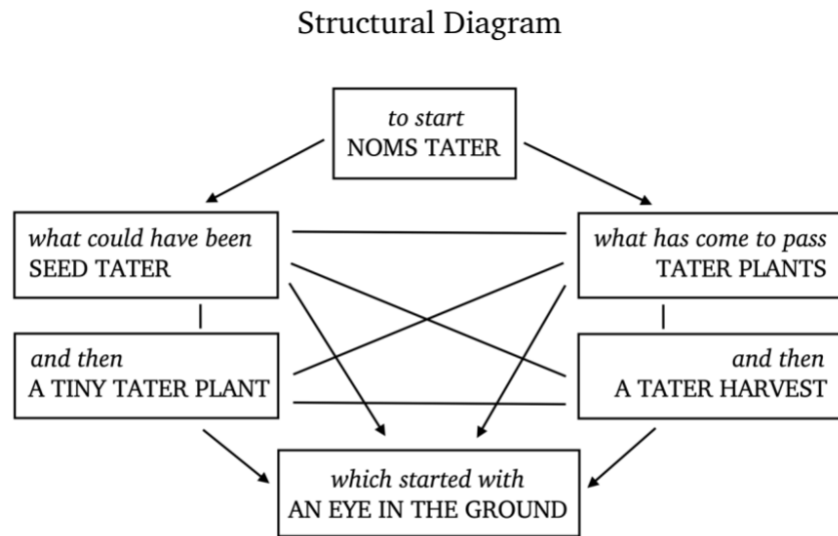 Structural Diagram
to start
NOMS TATER
what could have been
SEED TATER
what has come to pass
TATER PLANTS
and then
A TINY TATER PLANT
and then
A TATER HARVEST
which started with
AN EYE IN THE GROUND